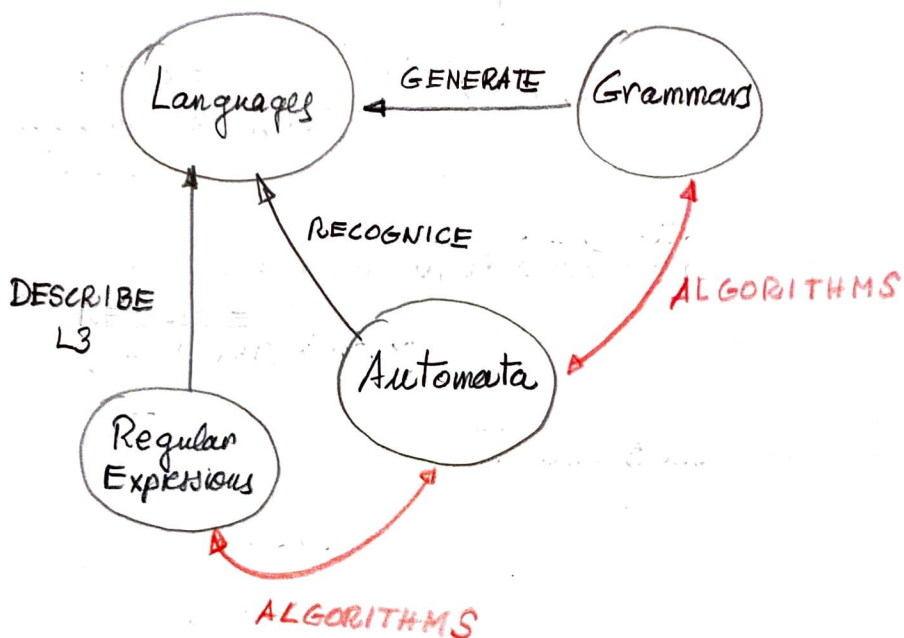 Languages
GENERATE
Grammars
RECOGNICE
DESCRIBE
L3
ALGORITHMS
Automata
Regular
Expressions
ALGORITHMS